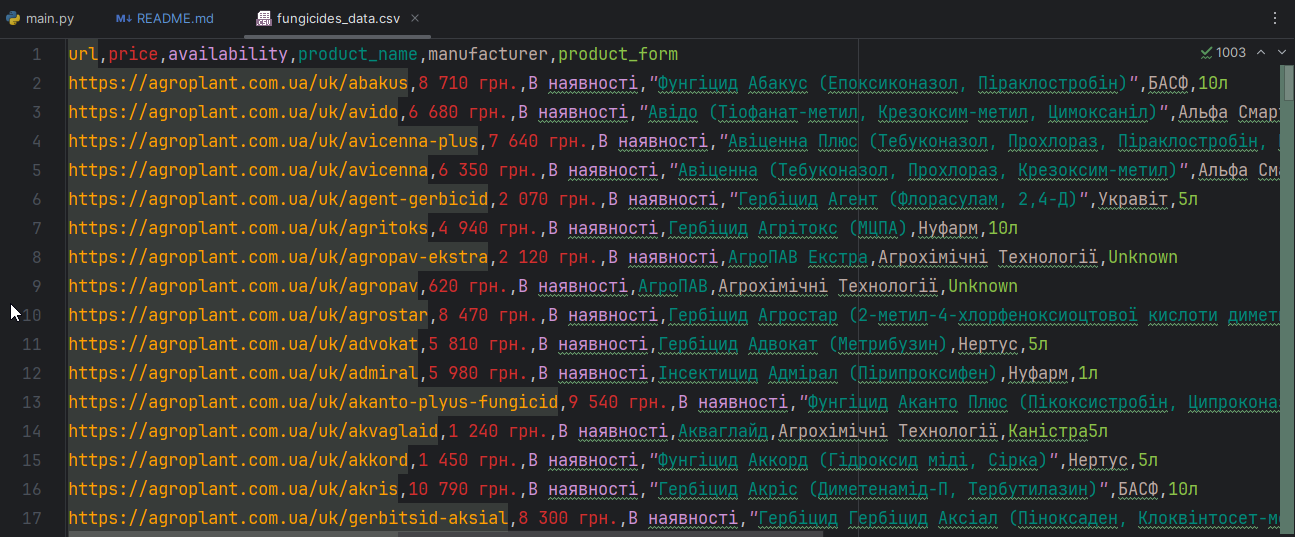 main.py README.md fungicides_data.csv
1003
1 url,price,availability,product_name,manufacturer,product_form
2 https://agroplant.com.ua/uk/abakus,8 710 грн.,В наявності,"Фунгіцид Абакус (Епоксиконазол, Піраклостробін)",БАСФ,10л
3 https://agroplant.com.ua/uk/avido,6 680 грн.,В наявності,"Авідо (Тіофанат-метил, Крезоксим-метил, Цимоксаніл)",Альфа Смарт
4 https://agroplant.com.ua/uk/avicenna-plus,7 640 грн.,В наявності,"Авіценна Плюс (Тебуконазол, Прохлораз, Піраклостробін,
5 https://agroplant.com.ua/uk/avicenna,6 350 грн.,В наявності,"Авіценна (Тебуконазол, Прохлораз, Крезоксим-метил)",Альфа См
6 https://agroplant.com.ua/uk/agent-gerbicid,2 070 грн.,В наявності,"Гербіцид Агент (Флорасулам, 2,4-Д)",Укравіт,5л
7 https://agroplant.com.ua/uk/agritoks,4 940 грн.,В наявності,Гербіцид Агрітокс (МЦПА),Нуфарм,10л
8 https://agroplant.com.ua/uk/agropav-ekstra,2 120 грн.,В наявності,АгроПАВ Екстра,Агрохімічні Технології,Unknown
9 https://agroplant.com.ua/uk/agropav,620 грн.,В наявності,АгроПАВ,Агрохімічні Технології,Unknown
10 https://agroplant.com.ua/uk/agrostar,8 470 грн.,В наявності,Гербіцид Агростар (2-метил-4-хлорфеноксиоцтової кислоти димет
11 https://agroplant.com.ua/uk/advokat,5 810 грн.,В наявності,Гербіцид Адвокат (Метрибузин),Нертус,5л
12 https://agroplant.com.ua/uk/admiral,5 980 грн.,В наявності,Інсектицид Адмірал (Пірипроксифен),Нуфарм,1л
13 https://agroplant.com.ua/uk/akanto-plyus-fungicid,9 540 грн.,В наявності,"Фунгіцид Аканто Плюс (Пікоксистробін, Ципрокона
14 https://agroplant.com.ua/uk/akvaglaid,1 240 грн.,В наявності,Акваглайд,Агрохімічні Технології,Каністра5л
15 https://agroplant.com.ua/uk/akkord,1 450 грн.,В наявності,"Фунгіцид Аккорд (Гідроксид міді, Сірка)",Нертус,5л
16 https://agroplant.com.ua/uk/akris,10 790 грн.,В наявності,"Гербіцид Акріс (Диметенамід-П, Тербутилазин)",БАСФ,10л
17 https://agroplant.com.ua/uk/gerbitsid-aksial,8 300 грн.,В наявності,"Гербіцид Гербіцид Аксіал (Піноксаден, Клоквінтосет-м